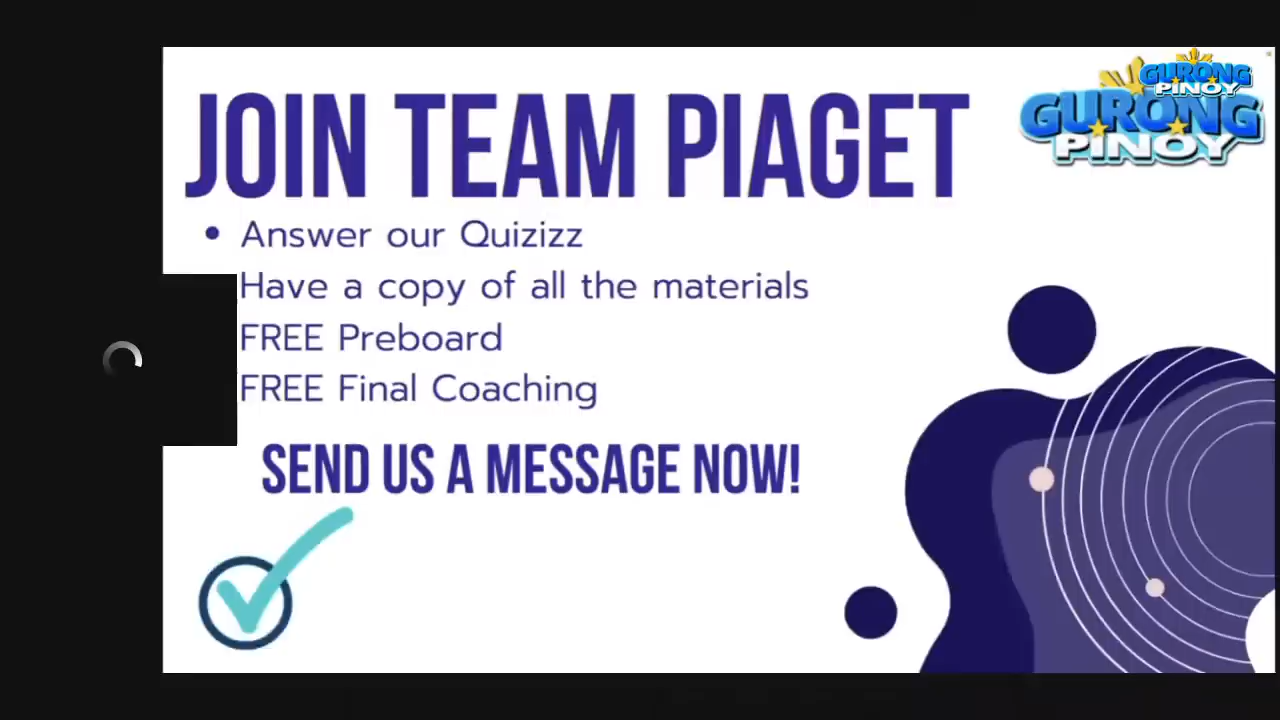 JOIN TEAM PIAGET
GURONG
PINOY
GURONG
PINOY
• Answer our Quizizz
Have a copy of all the materials
FREE Preboard
FREE Final Coaching
SEND US A MESSAGE NOW!